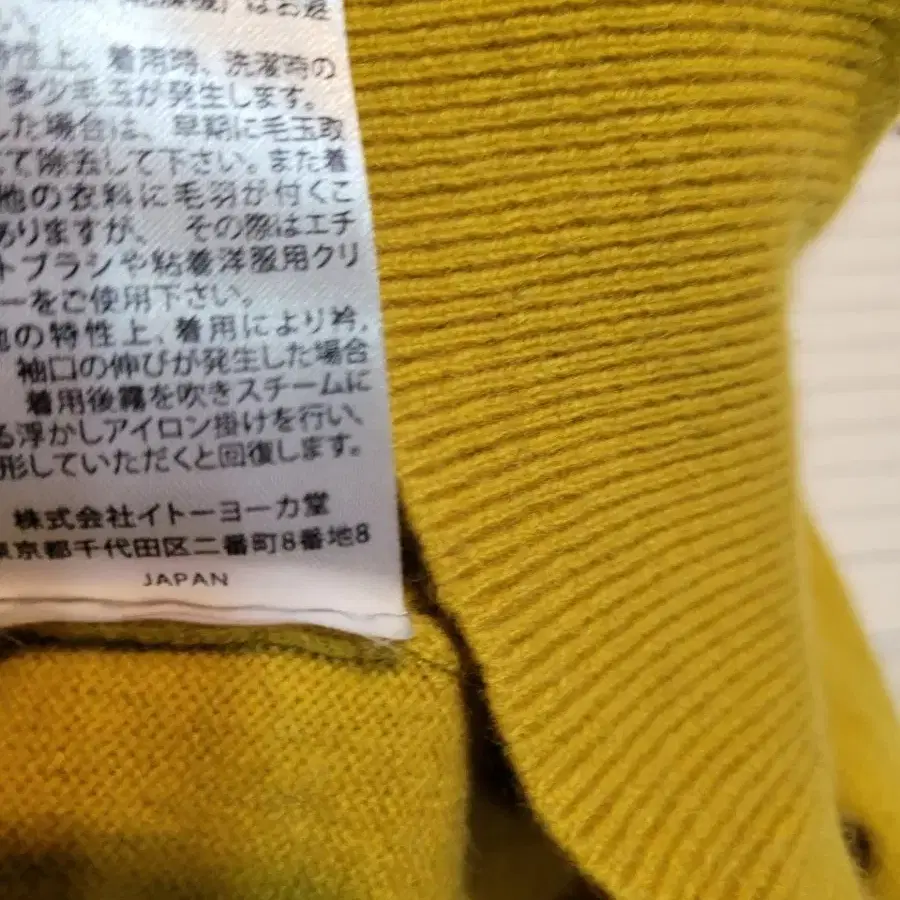 はお避
特性上、着用時、洗濯時の
多少毛玉が発生します。
した場合は、早期に毛玉取
て除去して下さい。また着
他の衣料に毛羽が付くこ
ありますが、その際はエチ
トブラシや粘着洋服用クリ
ーをご使用下さい。
地の特性上、着用により衿、
袖口の伸びが発生した場合
着用後霧を吹きスチームに
る浮かしアイロン掛けを行い、
形していただくと回復します。
株式会社イトーヨーカ堂
東京都千代田区二番町8番地8
JAPAN